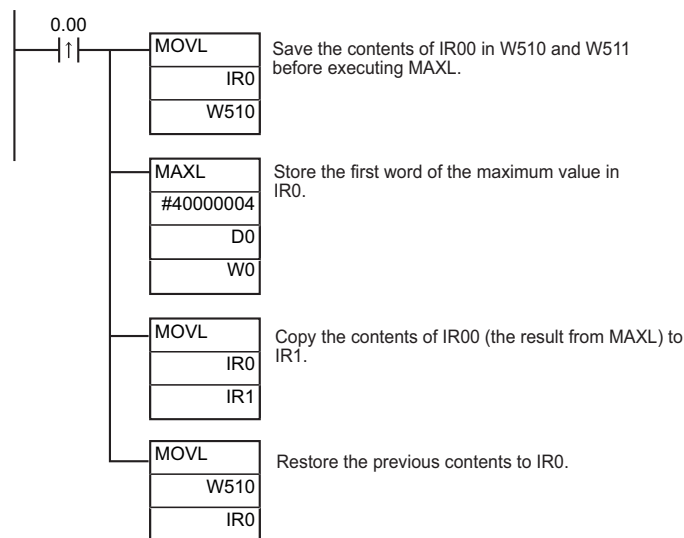 0.00
↑
MOVL
IR0
W510
Save the contents of IR00 in W510 and W511
before executing MAXL.
MAXL
#40000004
D0
W0
Store the first word of the maximum value in
IR0.
MOVL
IR0
IR1
Copy the contents of IR00 (the result from MAXL) to
IR1.
MOVL
W510
IR0
Restore the previous contents to IR0.